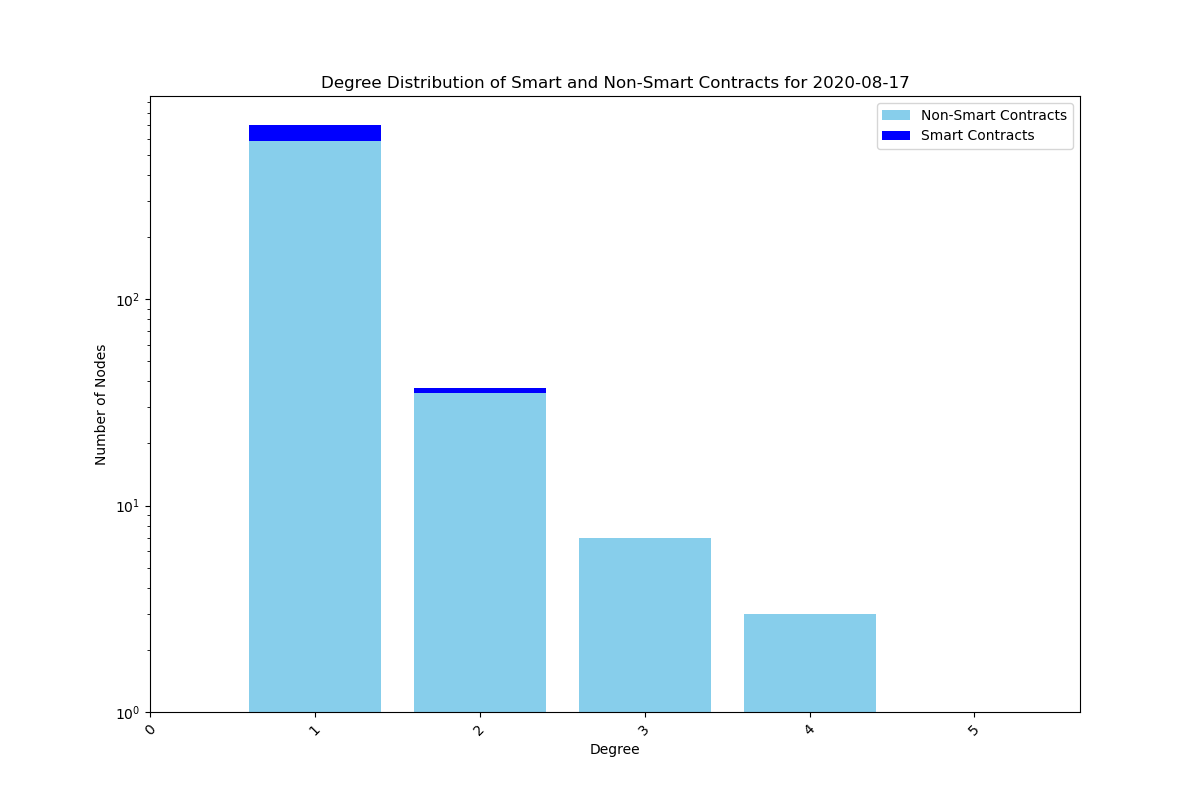 Degree Distribution of Smart and Non-Smart Contracts for 2020-08-17
Non-Smart Contracts
Smart Contracts
Number of Nodes
10²
10¹
10⁰
0 1 2 3 4 5
Degree